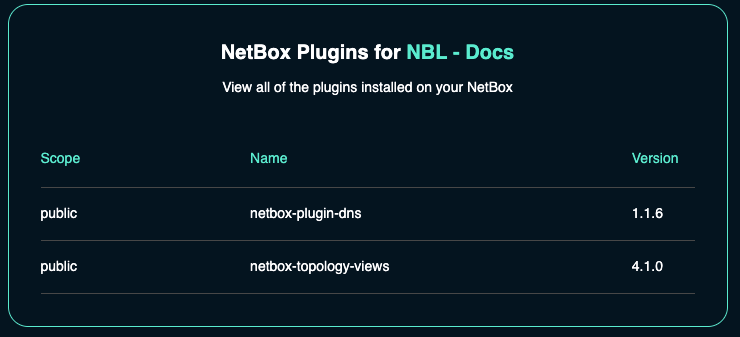 NetBox Plugins for NBL - Docs
View all of the plugins installed on your NetBox
Scope Name Version
public netbox-plugin-dns 1.1.6
public netbox-topology-views 4.1.0